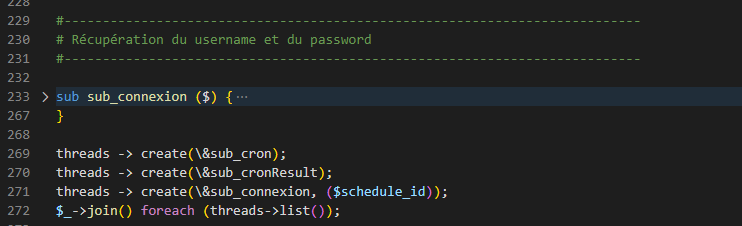 228
229 #---------------------------------------------------------------------------
230 # Récupération du username et du password
231 #---------------------------------------------------------------------------
232
233 > sub sub_connexion ($) { ···
267 }
268
269 threads -> create(\&sub_cron);
270 threads -> create(\&sub_cronResult);
271 threads -> create(\&sub_connexion, ($schedule_id));
272 $_->join() foreach (threads->list());